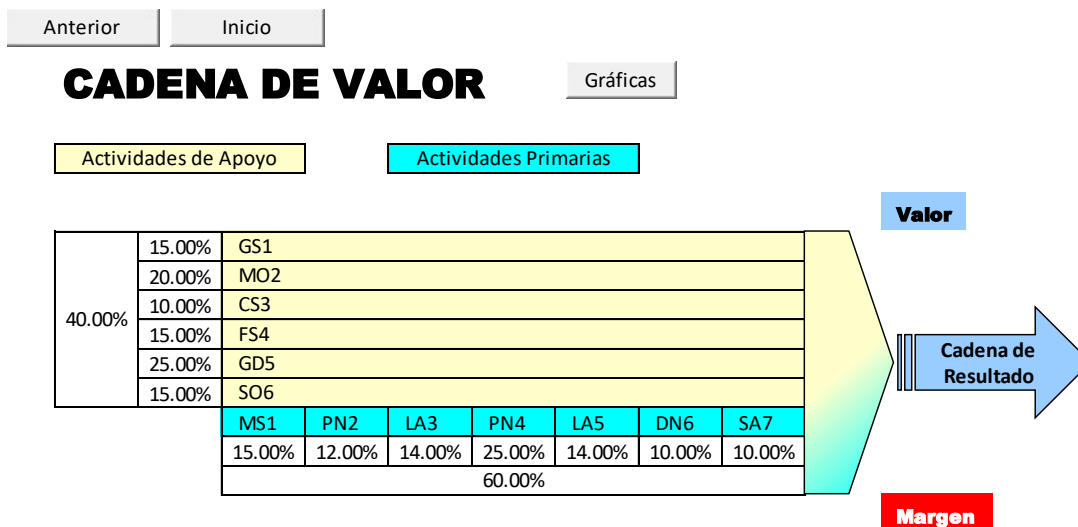 Anterior Inicio
CADENA DE VALOR Gráficas
Actividades de Apoyo Actividades Primarias
Valor
15.00% GS1
20.00% MO2
10.00% CS3
40.00%
15.00% FS4
25.00% GD5
15.00% SO6
Cadena de
Resultado
MS1 PN2 LA3 PN4 LA5 DN6 SA7
15.00% 12.00% 14.00% 25.00% 14.00% 10.00% 10.00%
60.00%
Margen